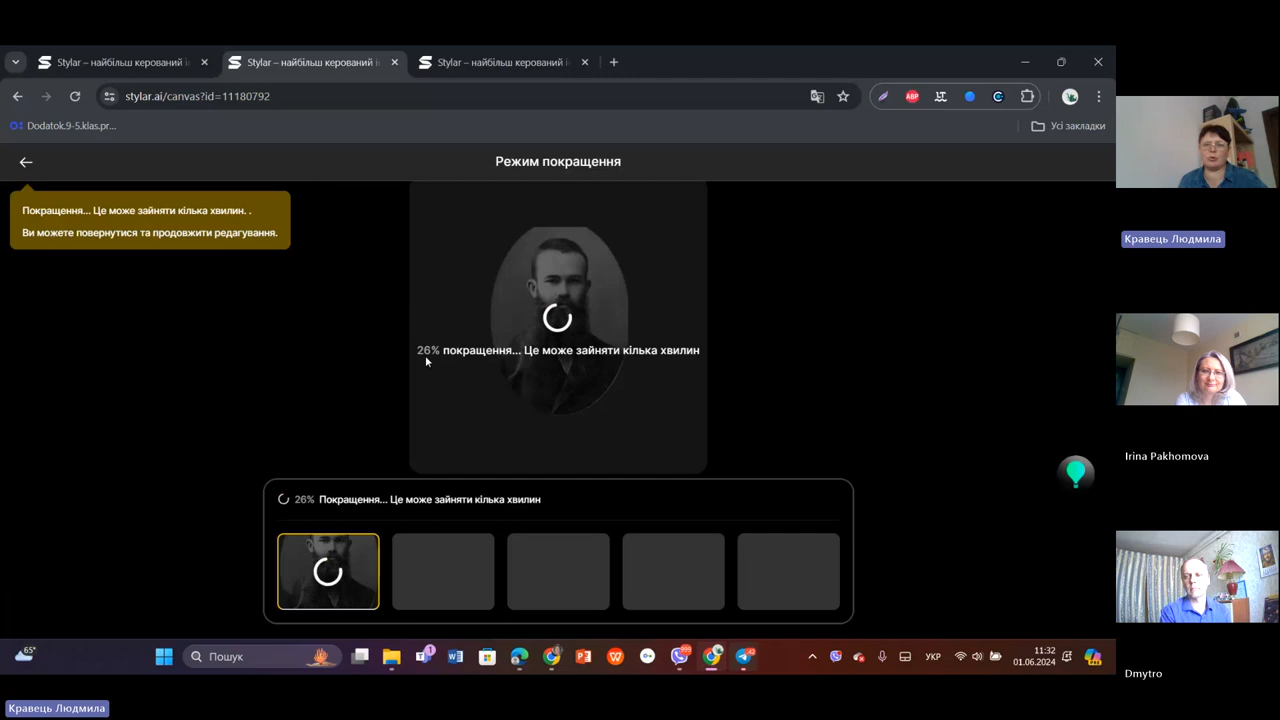 Stylar – найбільш керований і
Stylar – найбільш керований і
Stylar – найбільш керований і
stylar.ai/canvas?id=11180792
ABP
Dodatok.9-5.klas.pr...
Усі закладки
Режим покращення
Покращення... Це може зайняти кілька хвилин. .
Ви можете повернутися та продовжити редагування.
26% покращення... Це може зайняти кілька хвилин
26% Покращення... Це може зайняти кілька хвилин
Кравець Людмила
Irina Pakhomova
Dmytro
65°
Пошук
УКР
11:32
01.06.2024
Кравець Людмила